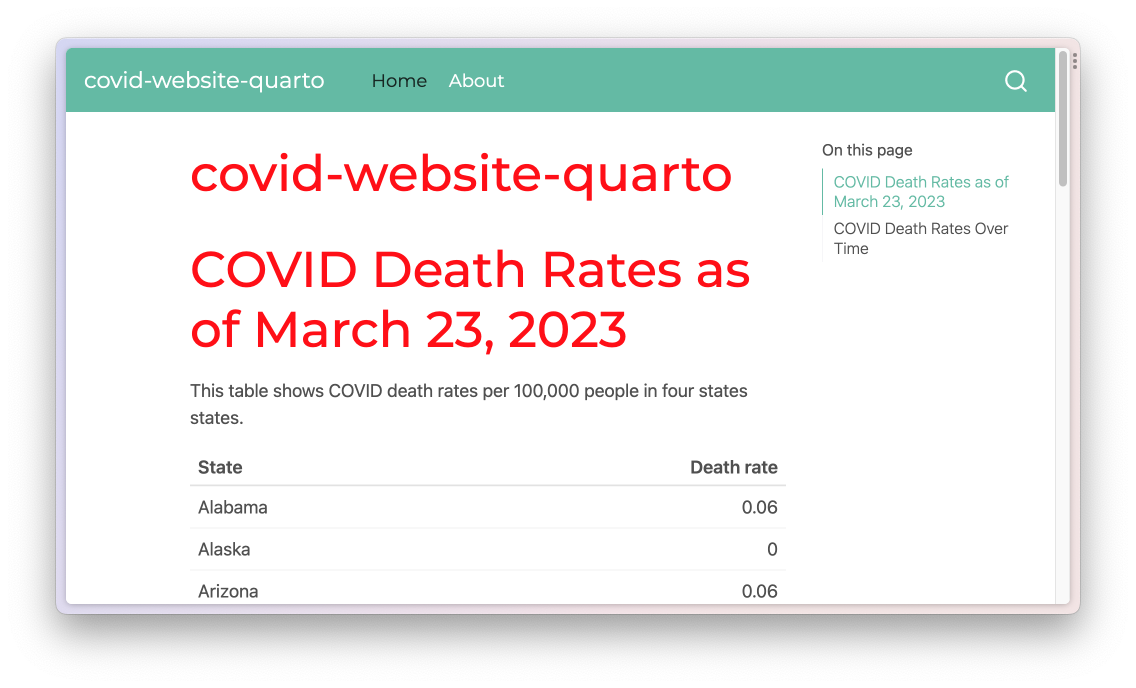 covid-website-quarto Home About
covid-website-quarto
COVID Death Rates as
of March 23, 2023
This table shows COVID death rates per 100,000 people in four states
states.
State Death rate
Alabama 0.06
Alaska 0
Arizona 0.06
On this page
COVID Death Rates as of
March 23, 2023
COVID Death Rates Over
Time